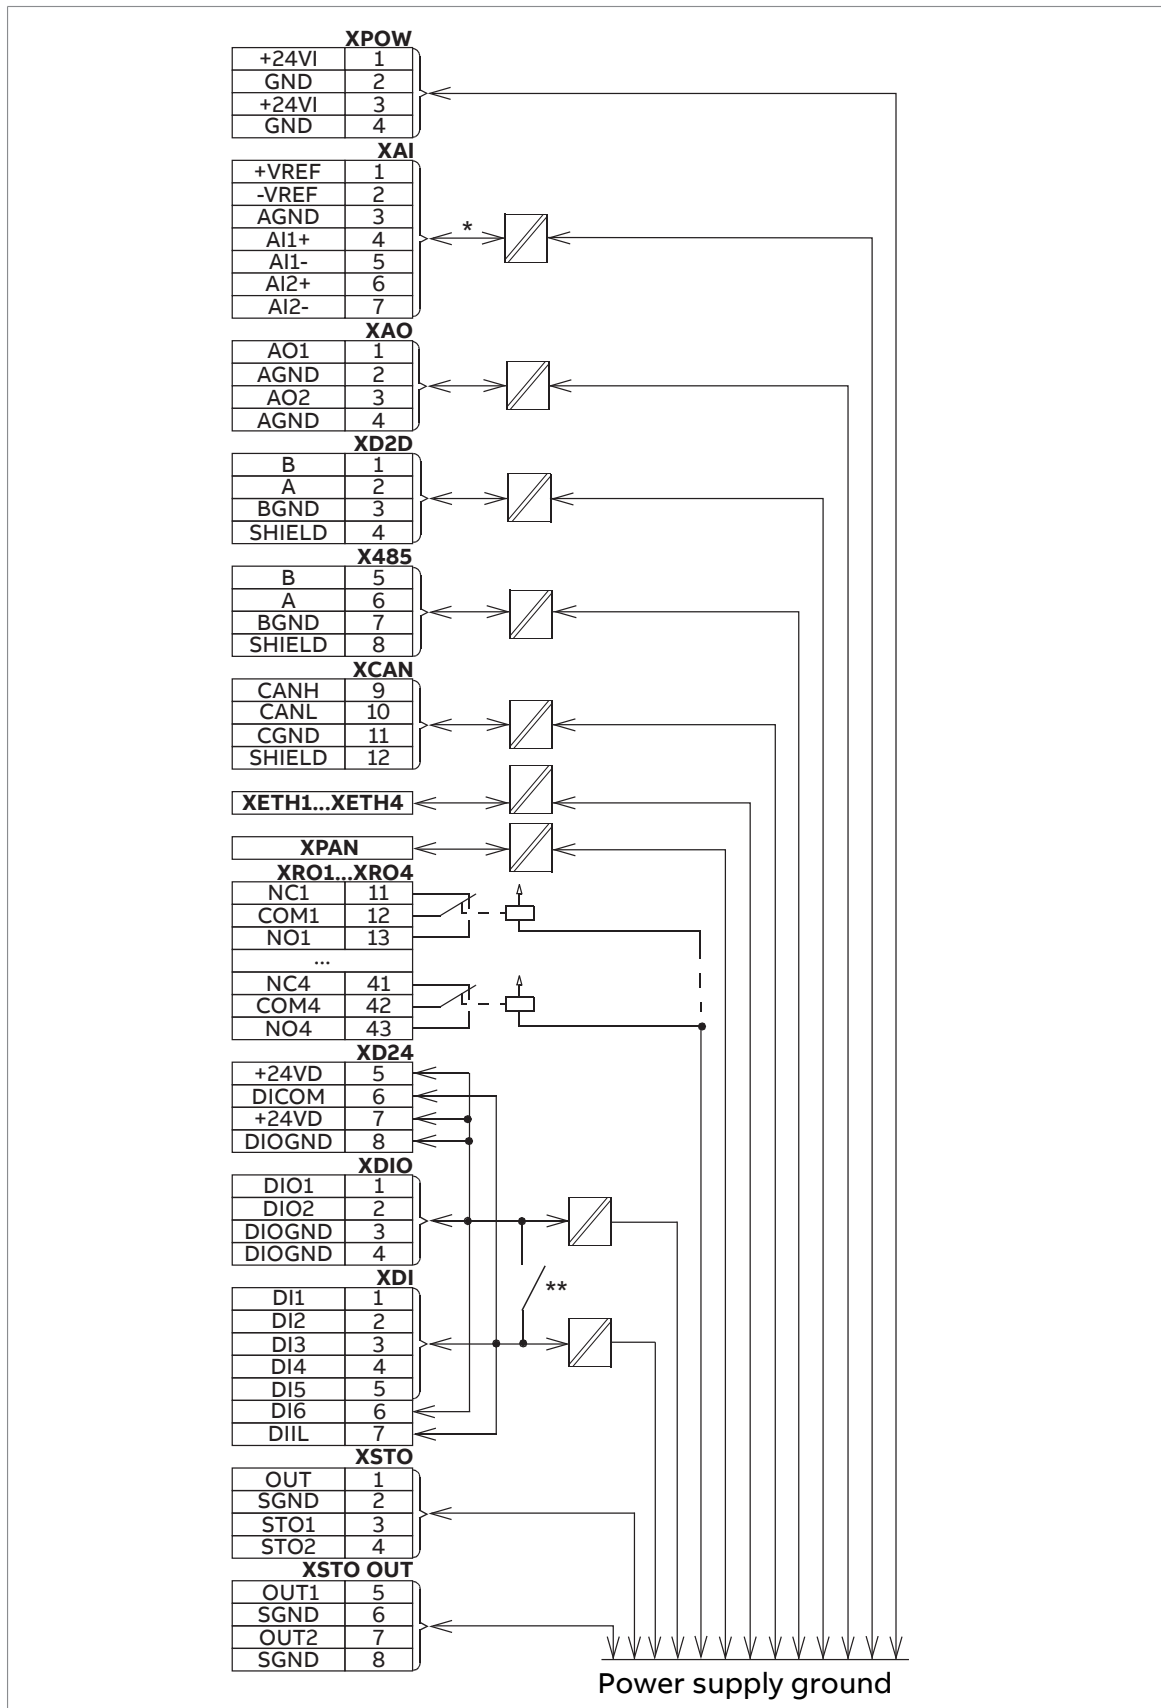 XPOW
+24VI 1
GND 2
+24VI 3
GND 4
XAI
+VREF 1
-VREF 2
AGND 3
AI1+ 4
AI1- 5
AI2+ 6
AI2- 7
*
XAO
AO1 1
AGND 2
AO2 3
AGND 4
XD2D
B 1
A 2
BGND 3
SHIELD 4
X485
B 5
A 6
BGND 7
SHIELD 8
XCAN
CANH 9
CANL 10
CGND 11
SHIELD 12
XETH1...XETH4
XPAN
XRO1...XRO4
NC1 11
COM1 12
NO1 13
...
NC4 41
COM4 42
NO4 43
XD24
+24VD 5
DICOM 6
+24VD 7
DIOGND 8
XDIO
DIO1 1
DIO2 2
DIOGND 3
DIOGND 4
XDI
DI1 1
**
DI2 2
DI3 3
DI4 4
DI5 5
DI6 6
DIIL 7
XSTO
OUT 1
SGND 2
STO1 3
STO2 4
XSTO OUT
OUT1 5
SGND 6
OUT2 7
SGND 8
Power supply ground